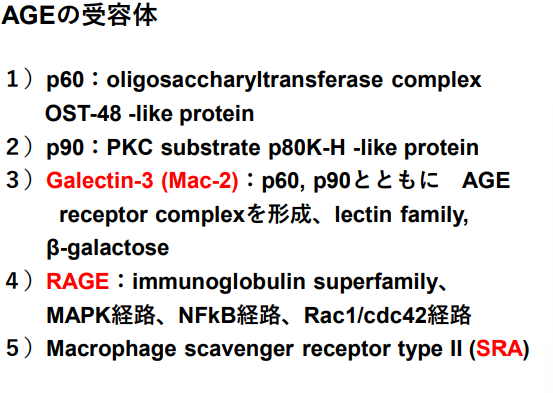 AGEの受容体
１）p60：oligosaccharyltransferase complex
OST-48 -like protein
２）p90：PKC substrate p80K-H -like protein
３）Galectin-3 (Mac-2)：p60, p90とともに　AGE
receptor complexを形成、lectin family,
β-galactose
４）RAGE：immunoglobulin superfamily、
MAPK経路、NFkB経路、Rac1/cdc42経路
５）Macrophage scavenger receptor type II (SRA)